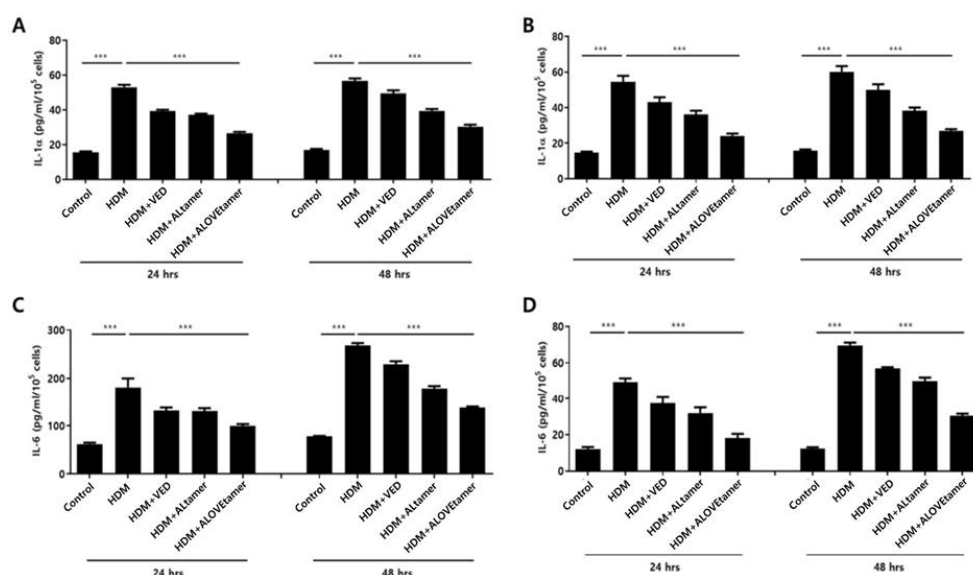 A
IL-1α (pg/ml/10⁵ cells)
80
60
40
20
0
***
***
***
***
Control
HDM
HDM+VED
HDM+ALtamer
HDM+ALOVEtamer
Control
HDM
HDM+VED
HDM+ALtamer
HDM+ALOVEtamer
24 hrs
48 hrs
B
IL-1α (pg/ml/10⁵ cells)
80
60
40
20
0
***
***
***
***
Control
HDM
HDM+VED
HDM+ALtamer
HDM+ALOVEtamer
Control
HDM
HDM+VED
HDM+ALtamer
HDM+ALOVEtamer
24 hrs
48 hrs
C
IL-6 (pg/ml/10⁵ cells)
300
200
100
0
***
***
***
***
Control
HDM
HDM+VED
HDM+ALtamer
HDM+ALOVEtamer
Control
HDM
HDM+VED
HDM+ALtamer
HDM+ALOVEtamer
24 hrs
48 hrs
D
IL-6 (pg/ml/10⁵ cells)
80
60
40
20
0
***
***
***
***
Control
HDM
HDM+VED
HDM+ALtamer
HDM+ALOVEtamer
Control
HDM
HDM+VED
HDM+ALtamer
HDM+ALOVEtamer
24 hrs
48 hrs